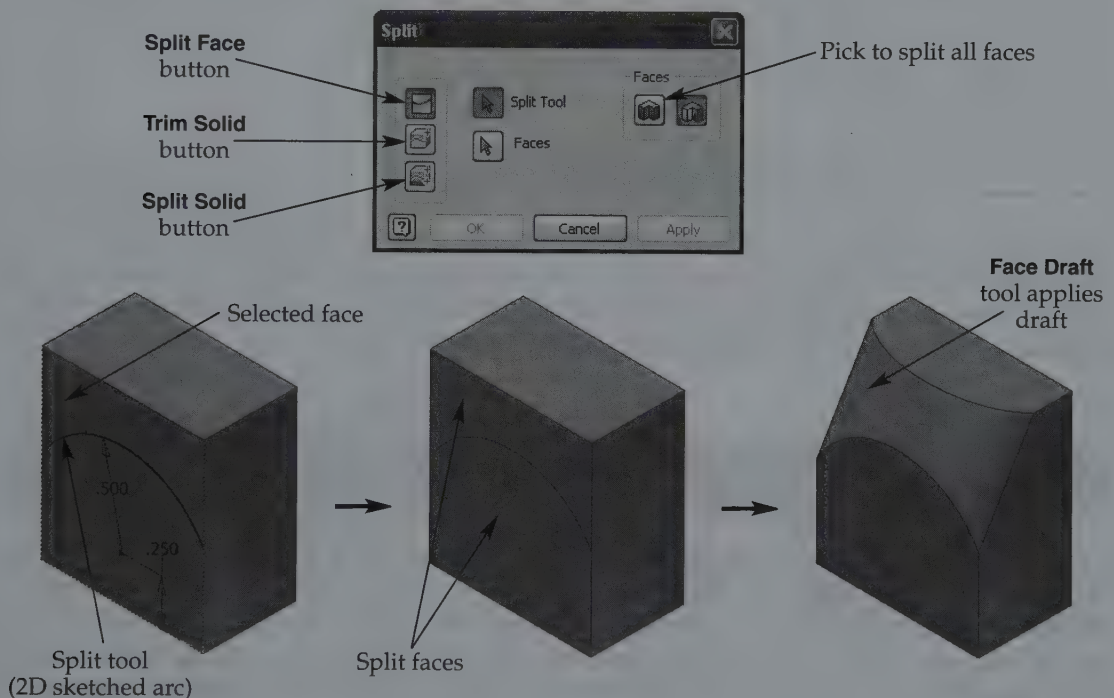 Split
Split Face
button
Trim Solid
button
Split Solid
button
Split Tool
Faces
Faces
Pick to split all faces
?
OK
Cancel
Apply
Selected face
.500
.250
Split tool
(2D sketched arc)
Split faces
Face Draft
tool applies
draft